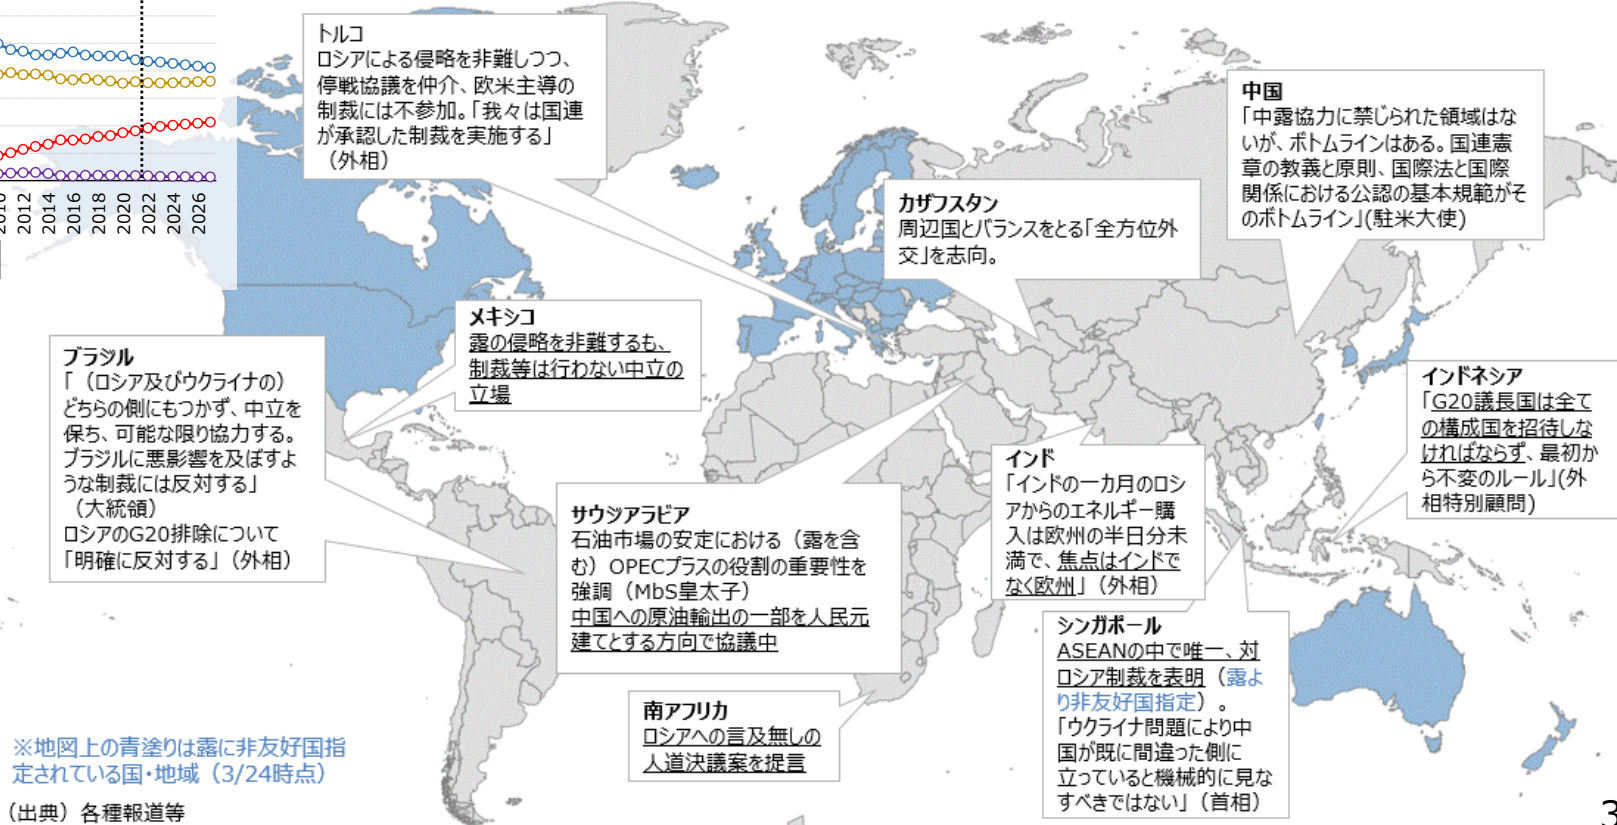 2010
2012
2014
2016
2018
2020
2022
2024
2026
トルコ
ロシアによる侵略を非難しつつ、
停戦協議を仲介、欧米主導の
制裁には不参加。「我々は国連
が承認した制裁を実施する」
（外相）
中国
「中露協力に禁じられた領域はな
いが、ボトムラインはある。国連憲
章の教義と原則、国際法と国際
関係における公認の基本規範がそ
のボトムライン」(駐米大使)
カザフスタン
周辺国とバランスをとる「全方位外
交」を志向。
メキシコ
露の侵略を非難するも、
制裁等は行わない中立の
立場
ブラジル
「（ロシア及びウクライナの）
どちらの側にもつかず、中立を
保ち、可能な限り協力する。
ブラジルに悪影響を及ぼすよ
うな制裁には反対する」
（大統領）
ロシアのG20排除について
「明確に反対する」（外相）
インドネシア
「G20議長国は全て
の構成国を招待しな
ければならず、最初か
ら不変のルール」(外
相特別顧問)
インド
「インドの一カ月のロシ
アからのエネルギー購
入は欧州の半日分未
満で、焦点はインドで
なく欧州」（外相）
サウジアラビア
石油市場の安定における（露を含
む）OPECプラスの役割の重要性を
強調（MbS皇太子）
中国への原油輸出の一部を人民元
建てとする方向で協議中
シンガポール
ASEANの中で唯一、対
ロシア制裁を表明（露よ
り非友好国指定）。
「ウクライナ問題により中
国が既に間違った側に
立っていると機械的に見な
すべきではない」（首相）
南アフリカ
ロシアへの言及無しの
人道決議案を提言
※地図上の青塗りは露に非友好国指
定されている国・地域（3/24時点）
（出典）各種報道等
3